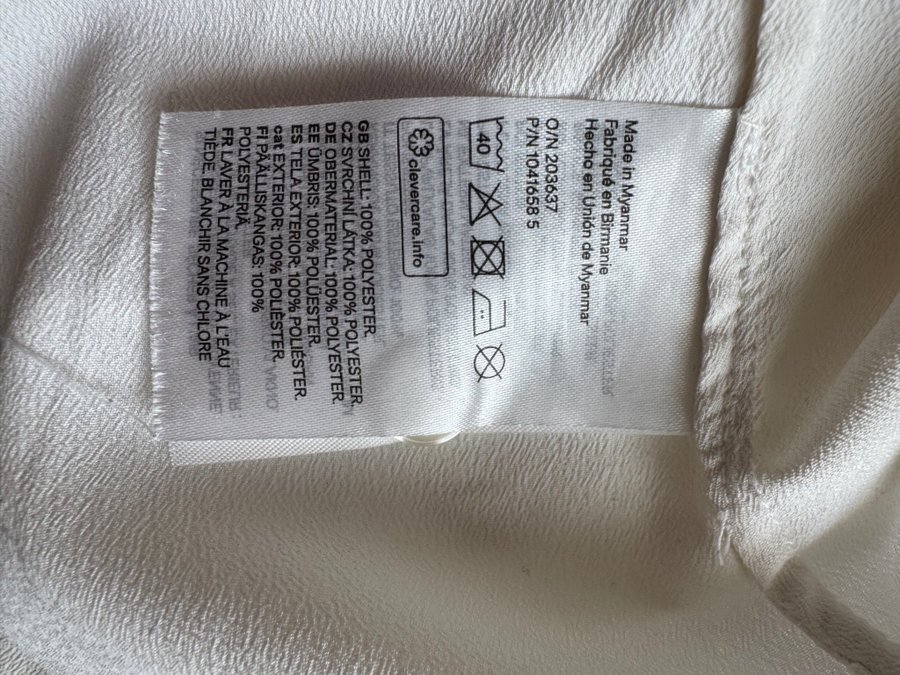 Made in Myanmar
Fabriqué en Birmanie
Hecho en Unión de Myanmar
O/N 203637
P/N 1041658 5
40
clevercare.info
GB SHELL: 100% POLYESTER.
CZ SVRCHNÍ LÁTKA: 100% POLYESTER.
DE OBERMATERIAL: 100% POLYESTER.
EE ÜMBRIS: 100% POLÜESTER.
ES TELA EXTERIOR: 100% POLIÉSTER.
cat EXTERIOR: 100% POLIÈSTER.
FI PÄÄLLISKANGAS: 100%
POLYESTERIÄ.
FR LAVER À LA MACHINE À L'EAU
TIÈDE. BLANCHIR SANS CHLORE